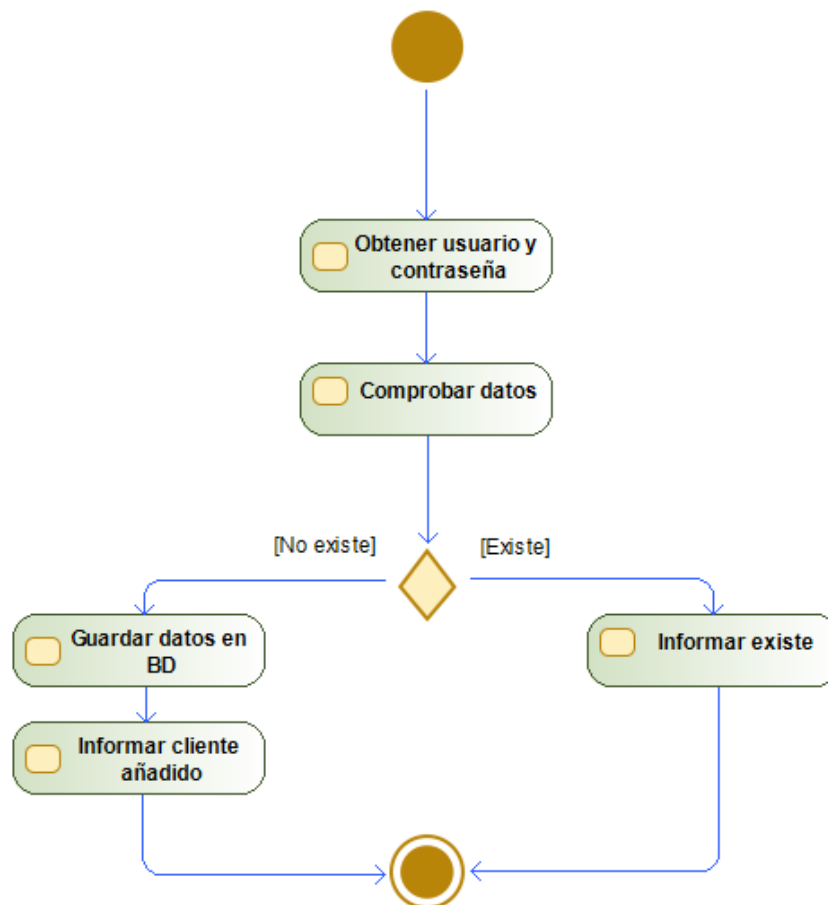 Obtener usuario y
contraseña
Comprobar datos
[No existe]
[Existe]
Guardar datos en
BD
Informar existe
Informar cliente
añadido